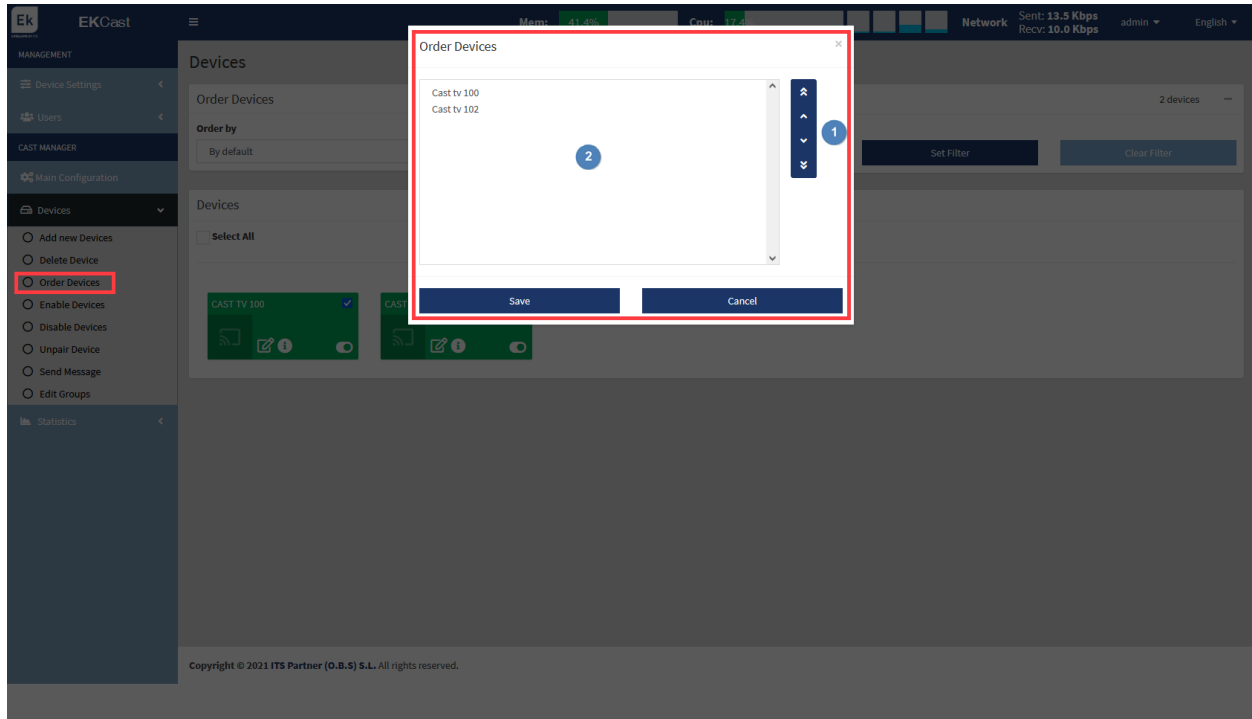 Ek
EKCast
Mem: 41.4%
Cpu: 17.4%
Network
Sent: 13.5 Kbps
Recv: 10.0 Kbps
admin
English
MANAGEMENT
Device Settings
Users
CAST MANAGER
Main Configuration
Devices
Add new Devices
Delete Device
Order Devices
Enable Devices
Disable Devices
Unpair Device
Send Message
Edit Groups
Statistics
Devices
Order Devices
2 devices
Order by
By default
Set Filter
Clear Filter
Devices
Select All
CAST TV 100
CAST
Order Devices
×
Cast tv 100
Cast tv 102
1
2
Save
Cancel
Copyright © 2021 ITS Partner (O.B.S) S.L. All rights reserved.